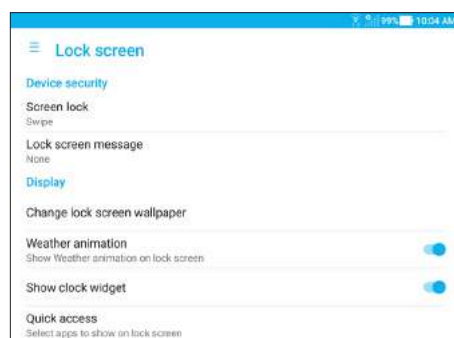 99% 10:04 AM
Lock screen
Device security
Screen lock
Swipe
Lock screen message
None
Display
Change lock screen wallpaper
Weather animation
Show Weather animation on lock screen
Show clock widget
Quick access
Select apps to show on lock screen